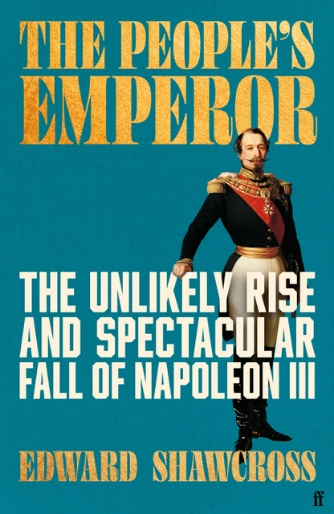 THE PEOPLE'S
EMPEROR
THE UNLIKELY RISE
AND SPECTACULAR
FALL OF NAPOLEON III
EDWARD SHAWCROSS
ff